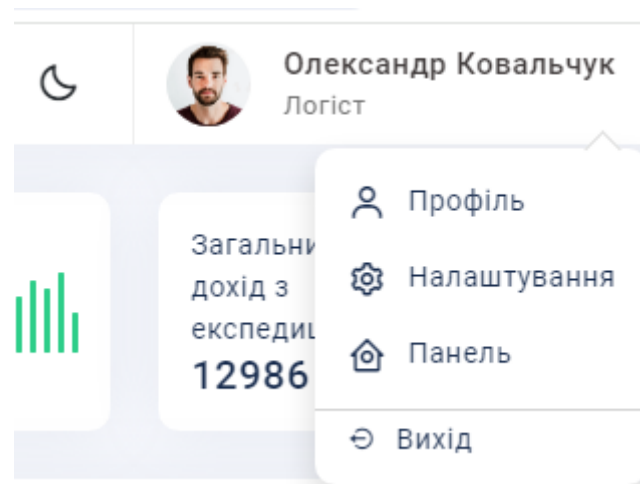 Олександр Ковальчук
Логіст
Загальни
дохід з
експедиц
12986
Профіль
Налаштування
Панель
Вихід